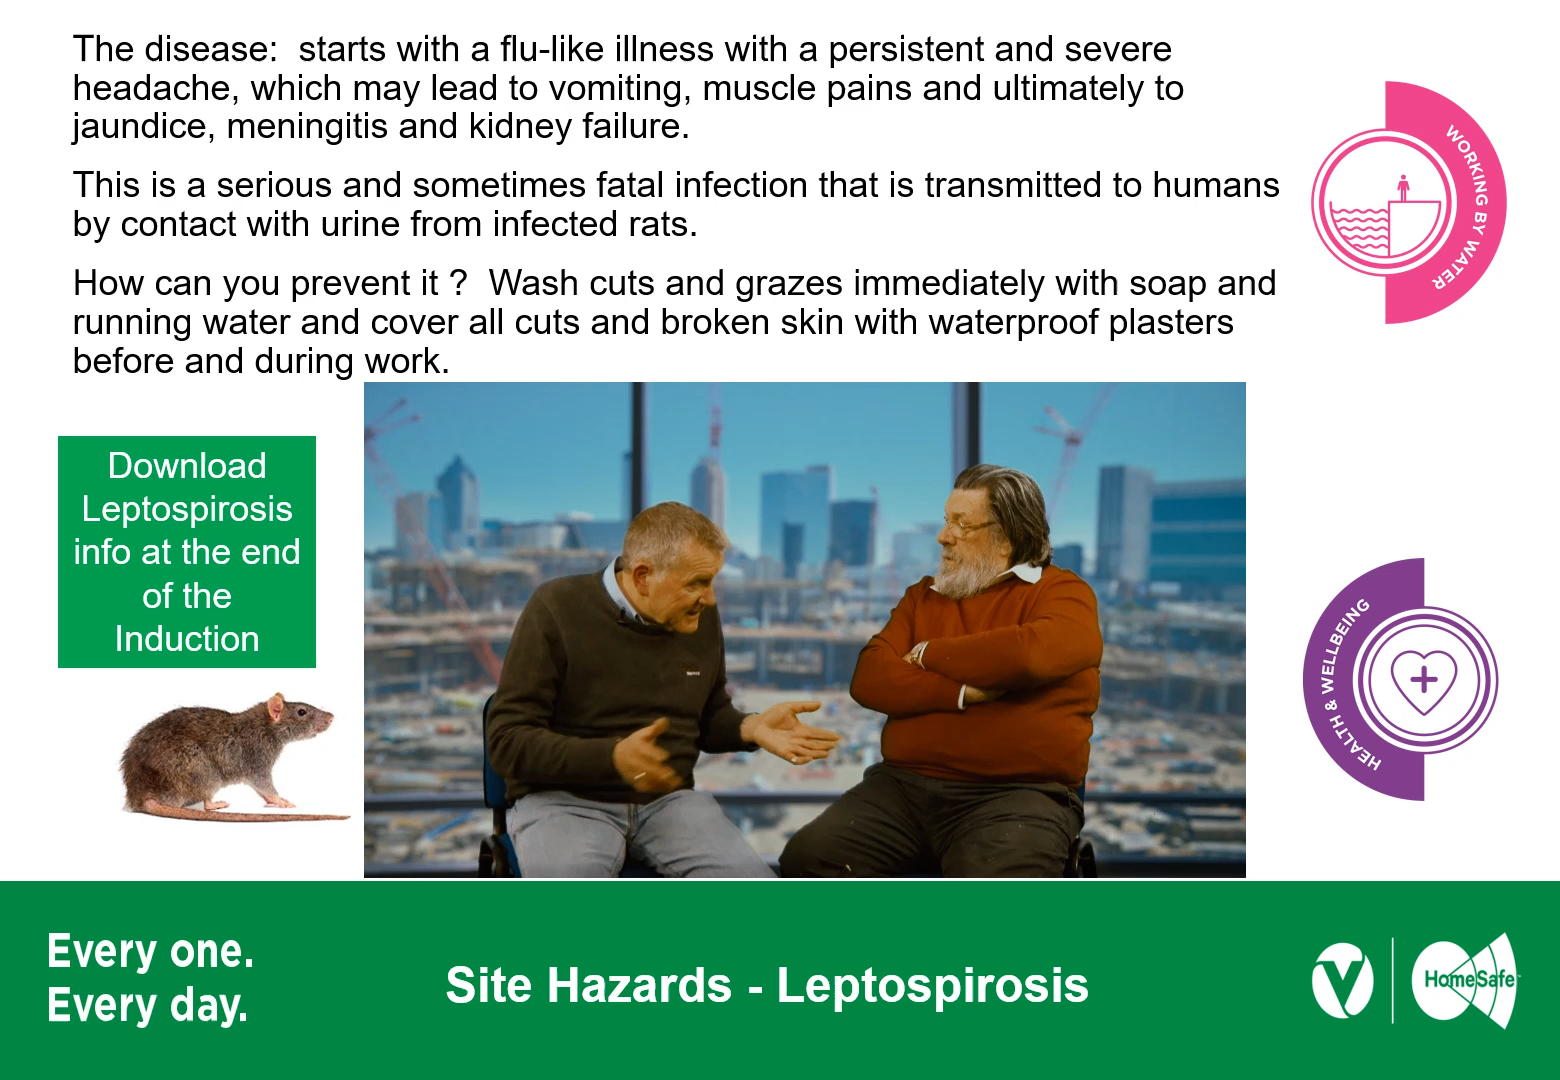 The disease:  starts with a flu-like illness with a persistent and severe
headache, which may lead to vomiting, muscle pains and ultimately to
jaundice, meningitis and kidney failure.
This is a serious and sometimes fatal infection that is transmitted to humans
by contact with urine from infected rats.
How can you prevent it ?  Wash cuts and grazes immediately with soap and
running water and cover all cuts and broken skin with waterproof plasters
before and during work.
WORKING BY WATER
Download
Leptospirosis
info at the end
of the
Induction
HEALTH & WELLBEING
Every one.
Every day.
Site Hazards - Leptospirosis
V
HomeSafe